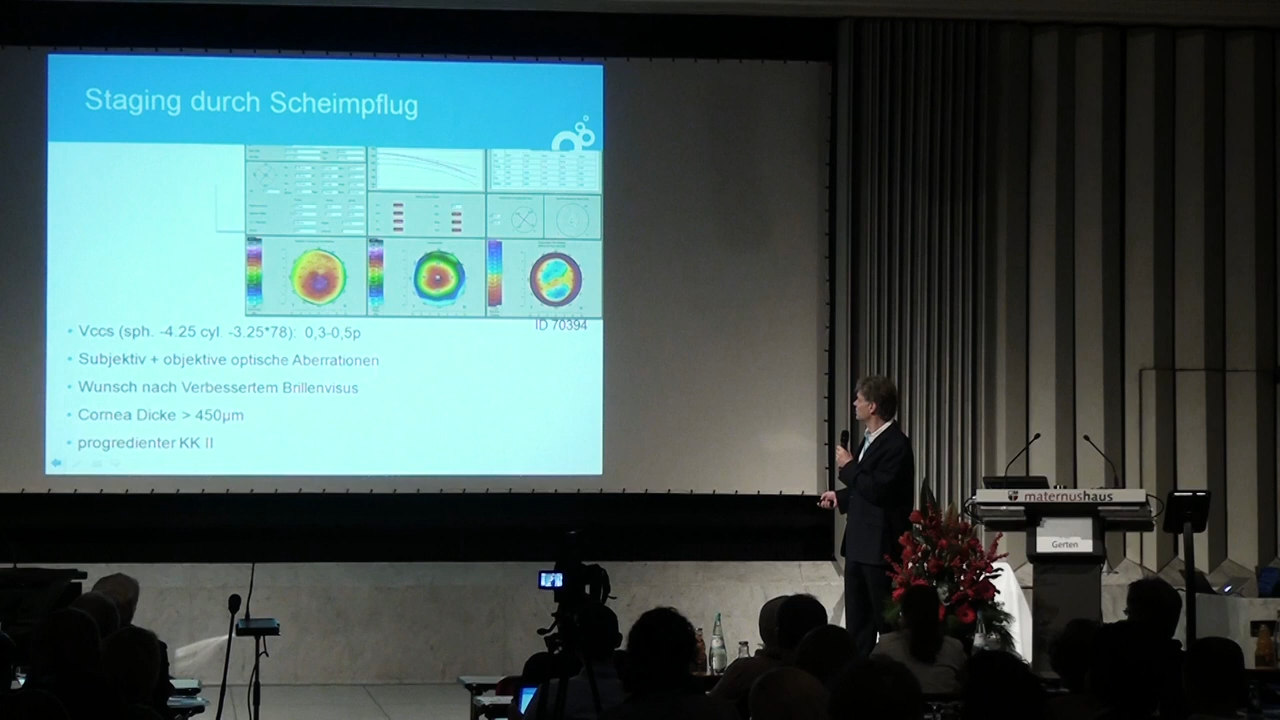 Staging durch Scheimpflug
ID 70394
• Vccs (sph. -4.25 cyl. -3.25*78): 0,3-0,5p
• Subjektiv + objektive optische Aberrationen
• Wunsch nach Verbessertem Brillenvisus
• Cornea Dicke > 450µm
• progredienter KK II
maternushaus
Gerten